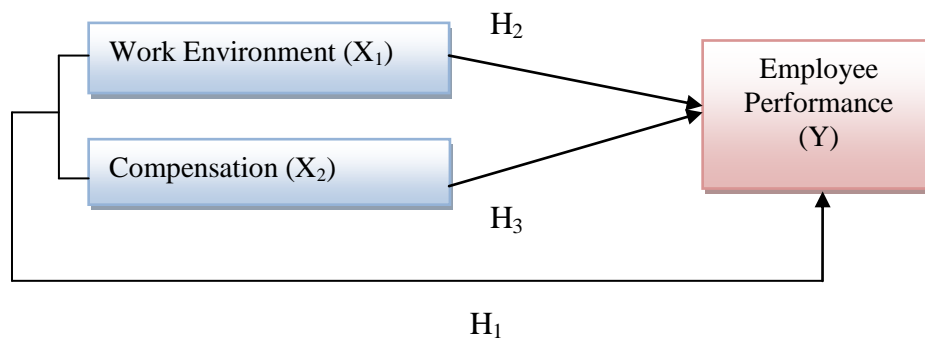 H₂
Work Environment (X₁)
Employee
Performance
(Y)
Compensation (X₂)
H₃
H₁